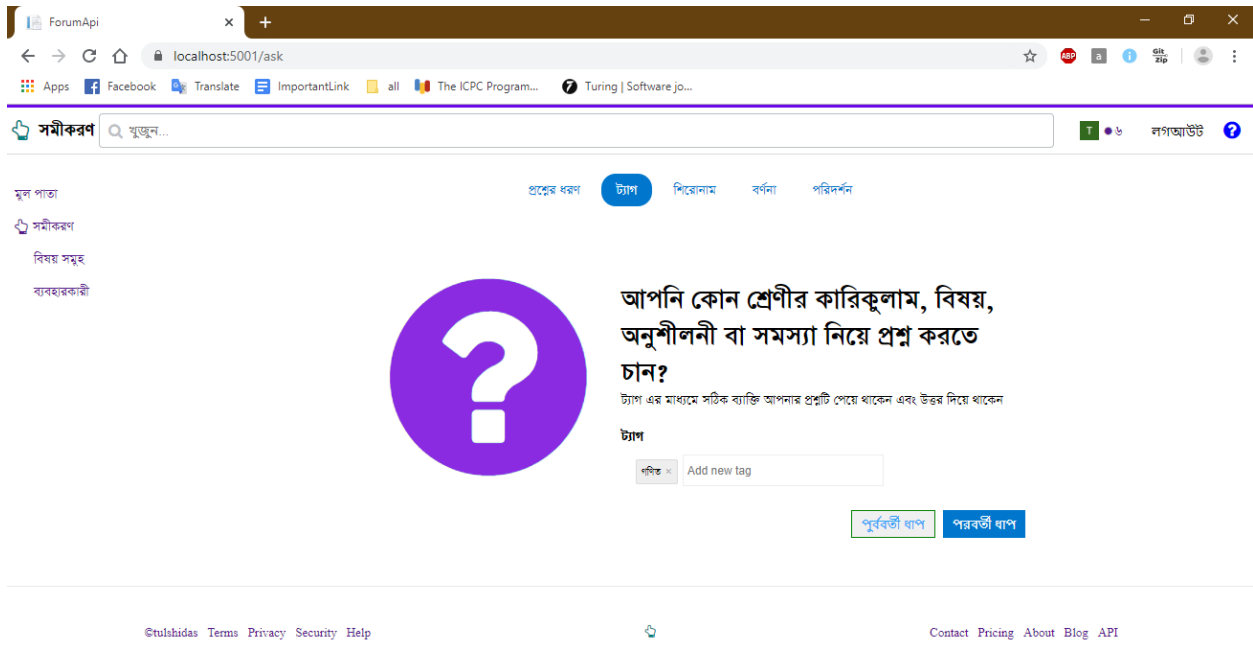 ForumApi
localhost:5001/ask
ABP a Git Zip
Apps Facebook Translate ImportantLink all The ICPC Program... Turing | Software jo...
সমীকরণ খুজুন... T ৬ লগআউট
মূল পাতা
প্রশ্নের ধরণ ট্যাগ শিরোনাম বর্ণনা পরিদর্শন
সমীকরণ
বিষয় সমুহ
ব্যবহারকারী
আপনি কোন শ্রেণীর কারিকুলাম, বিষয়,
অনুশীলনী বা সমস্যা নিয়ে প্রশ্ন করতে
চান?
ট্যাগ এর মাধ্যমে সঠিক ব্যাক্তি আপনার প্রশ্নটি পেয়ে থাকেন এবং উত্তর দিয়ে থাকেন
ট্যাগ
গণিত × Add new tag
পুর্ববর্তী ধাপ পরবর্তী ধাপ
©tulshidas Terms Privacy Security Help Contact Pricing About Blog API